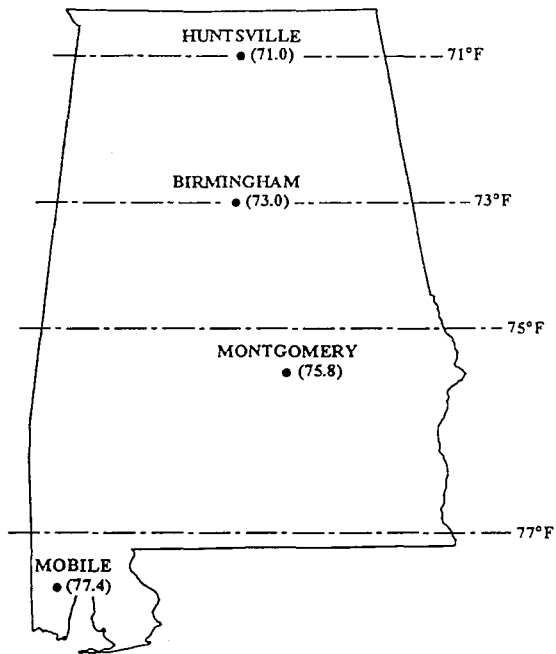 HUNTSVILLE
(71.0)
71°F
BIRMINGHAM
(73.0)
73°F
75°F
MONTGOMERY
(75.8)
77°F
MOBILE
(77.4)